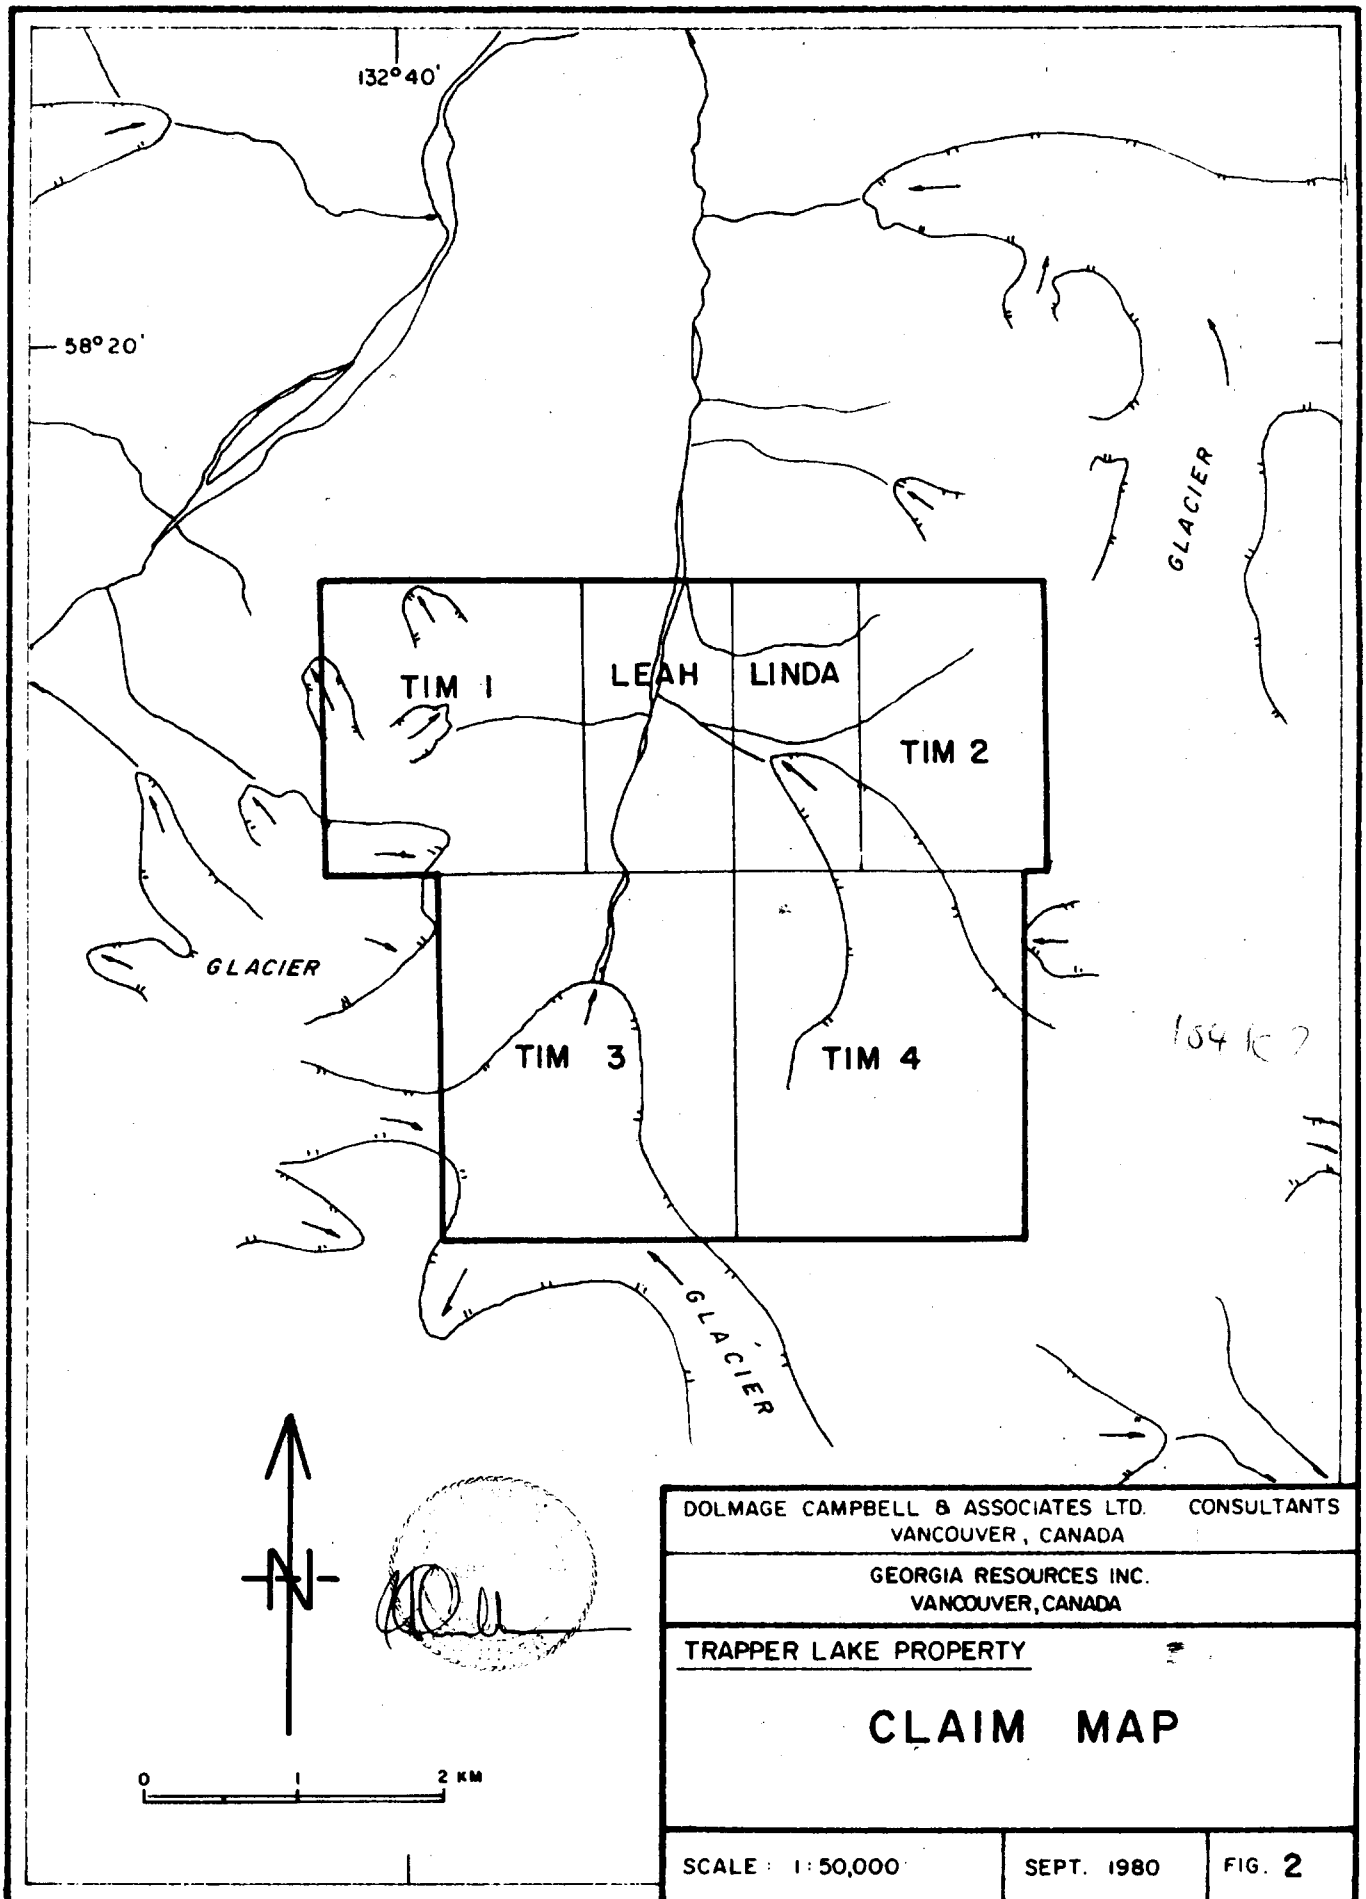 132°40'
58°20'
GLACIER
TIM 1
LEAH
LINDA
TIM 2
GLACIER
TIM 3
TIM 4
GLACIER
N
0 1 2 KM
DOLMAGE CAMPBELL & ASSOCIATES LTD. CONSULTANTS
VANCOUVER, CANADA
GEORGIA RESOURCES INC.
VANCOUVER, CANADA
TRAPPER LAKE PROPERTY
CLAIM MAP
SCALE: 1:50,000
SEPT. 1980
FIG. 2